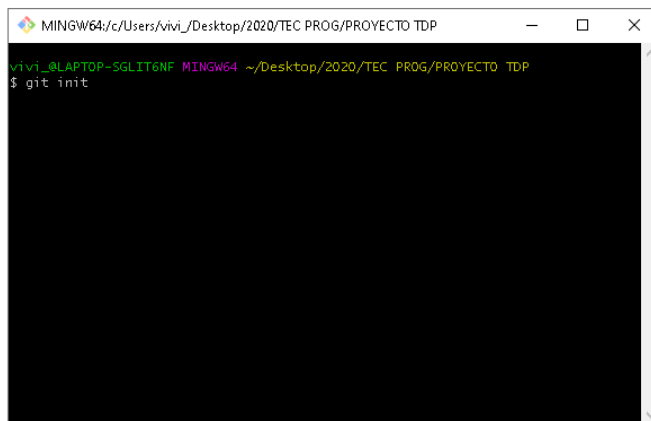 MINGW64:/c/Users/vivi_/Desktop/2020/TEC PROG/PROYECTO TDP
vivi_@LAPTOP-SGLIT6NF MINGW64 ~/Desktop/2020/TEC PROG/PROYECTO TDP
$ git init